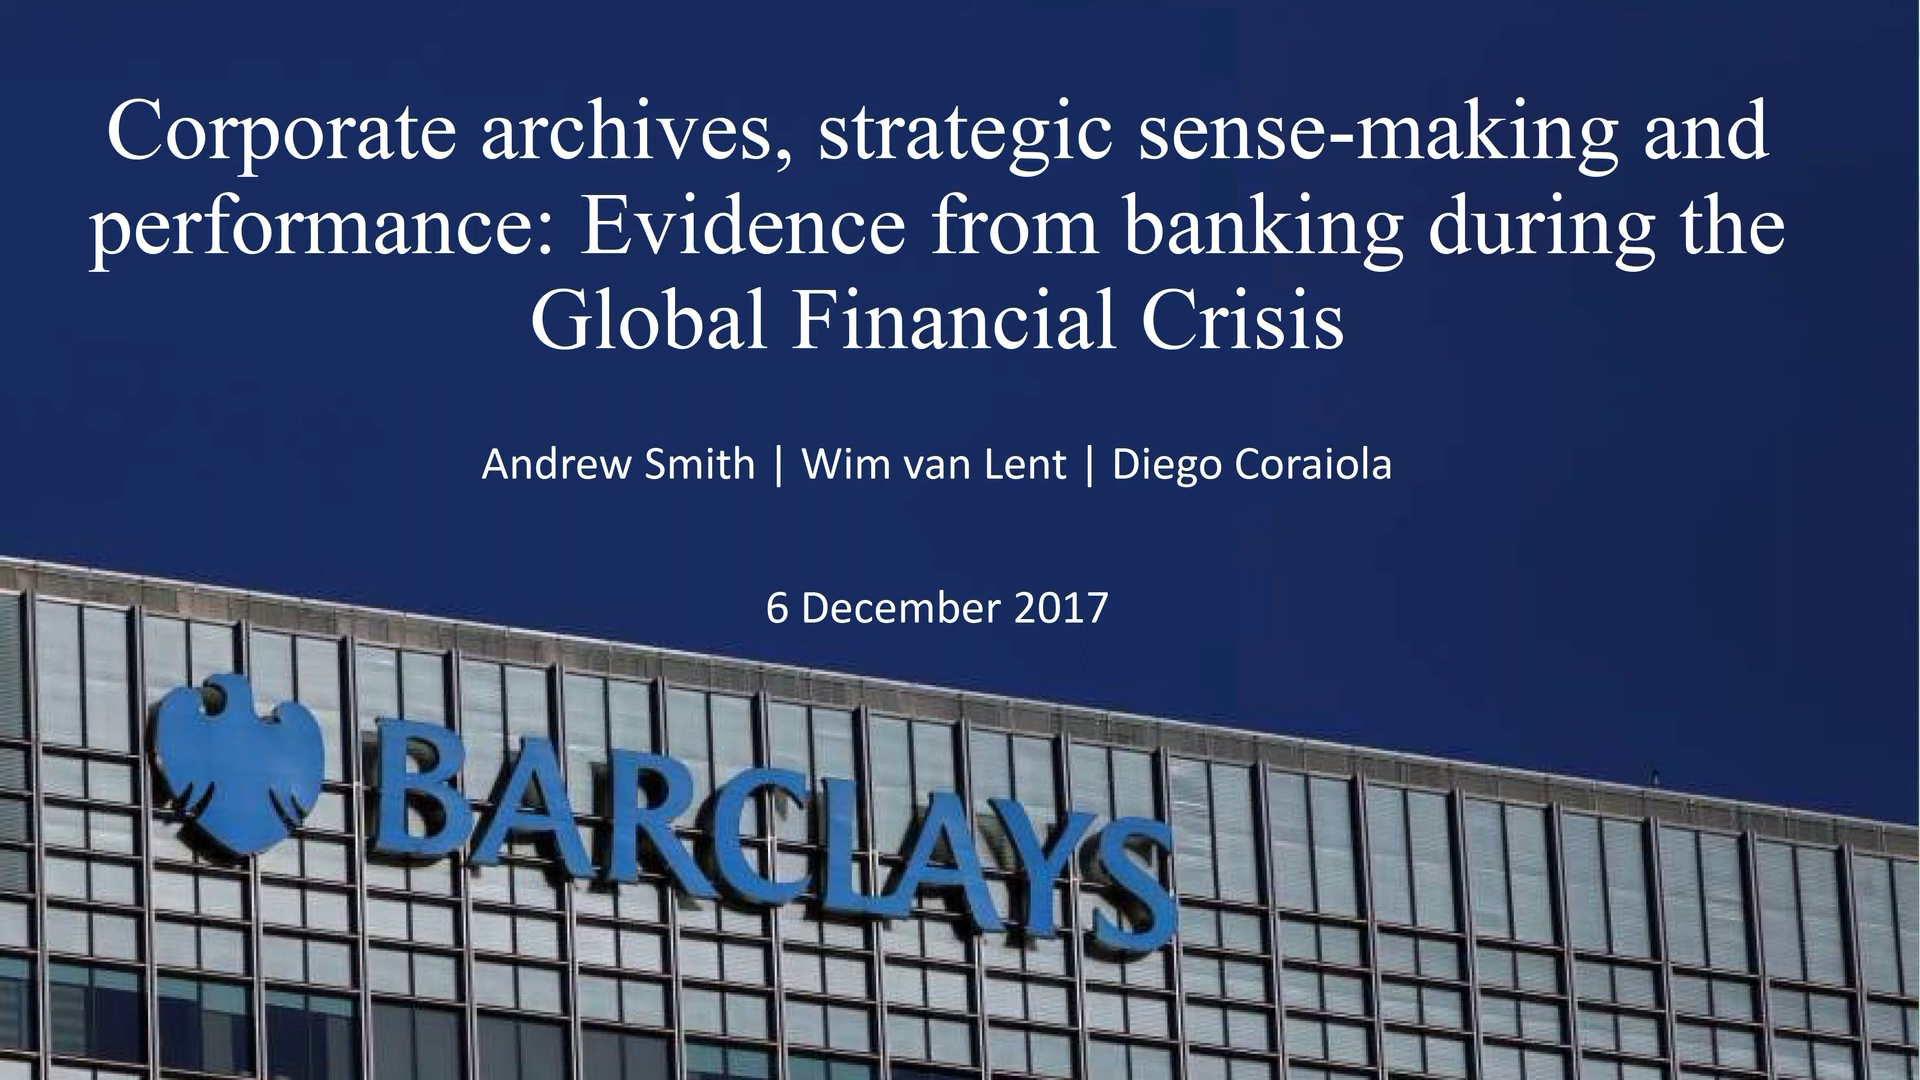 Corporate archives, strategic sense-making and
performance: Evidence from banking during the
Global Financial Crisis
Andrew Smith | Wim van Lent | Diego Coraiola
6 December 2017
BARCLAYS